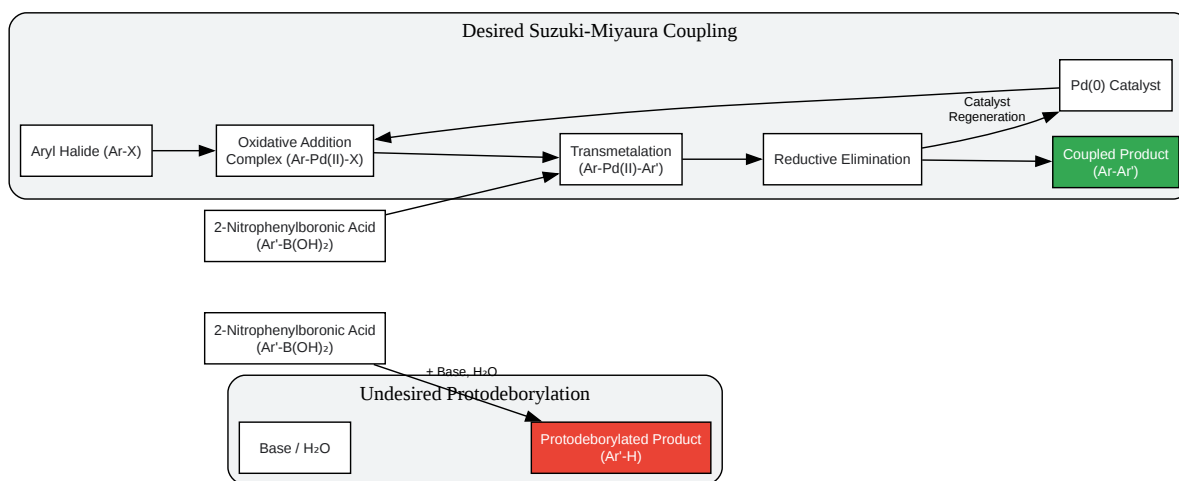 Desired Suzuki-Miyaura Coupling
Pd(0) Catalyst
Catalyst
Regeneration
Aryl Halide (Ar-X)
Oxidative Addition
Complex (Ar-Pd(II)-X)
Transmetalation
(Ar-Pd(II)-Ar')
Reductive Elimination
Coupled Product
(Ar-Ar')
2-Nitrophenylboronic Acid
(Ar'-B(OH)₂)
2-Nitrophenylboronic Acid
(Ar'-B(OH)₂)
+ Base, H₂O
Undesired Protodeborylation
Base / H₂O
Protodeborylated Product
(Ar'-H)